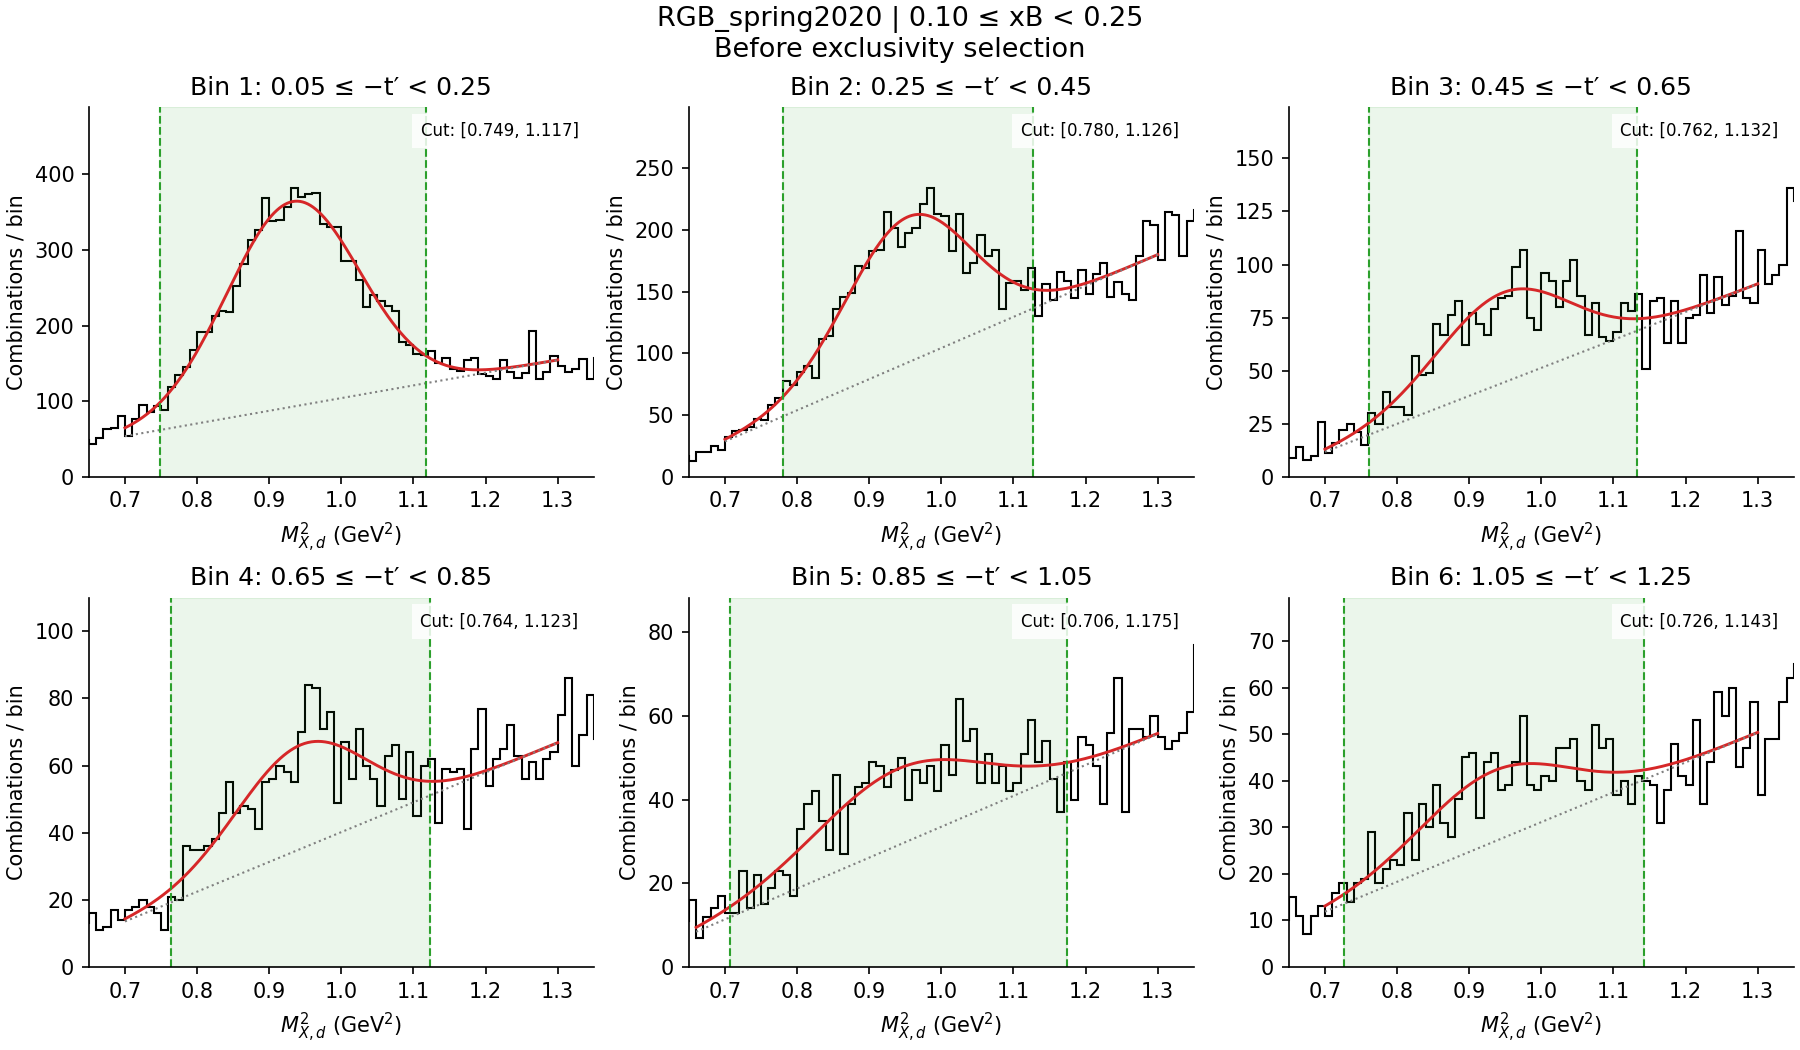 RGB_spring2020 | 0.10 ≤ xB < 0.25
Before exclusivity selection
Bin 1: 0.05 ≤ −t′ < 0.25
Cut: [0.749, 1.117]
Combinations / bin
400
300
200
100
0
0.7 0.8 0.9 1.0 1.1 1.2 1.3
M²X,d (GeV²)
Bin 2: 0.25 ≤ −t′ < 0.45
Cut: [0.780, 1.126]
Combinations / bin
250
200
150
100
50
0
0.7 0.8 0.9 1.0 1.1 1.2 1.3
M²X,d (GeV²)
Bin 3: 0.45 ≤ −t′ < 0.65
Cut: [0.762, 1.132]
Combinations / bin
150
125
100
75
50
25
0
0.7 0.8 0.9 1.0 1.1 1.2 1.3
M²X,d (GeV²)
Bin 4: 0.65 ≤ −t′ < 0.85
Cut: [0.764, 1.123]
Combinations / bin
100
80
60
40
20
0
0.7 0.8 0.9 1.0 1.1 1.2 1.3
M²X,d (GeV²)
Bin 5: 0.85 ≤ −t′ < 1.05
Cut: [0.706, 1.175]
Combinations / bin
80
60
40
20
0
0.7 0.8 0.9 1.0 1.1 1.2 1.3
M²X,d (GeV²)
Bin 6: 1.05 ≤ −t′ < 1.25
Cut: [0.726, 1.143]
Combinations / bin
70
60
50
40
30
20
10
0
0.7 0.8 0.9 1.0 1.1 1.2 1.3
M²X,d (GeV²)